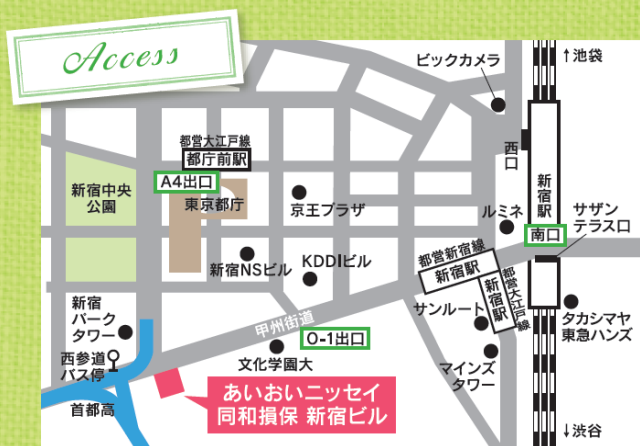 Access
ビックカメラ
↑池袋
都営大江戸線
都庁前駅
西口
A4出口
新宿中央
公園
東京都庁
京王プラザ
新宿駅
ルミネ
サザン
テラス口
南口
新宿NSビル
KDDIビル
都営新宿線
新宿駅
都営大江戸線
新宿駅
新宿
パーク
タワー
甲州街道
サンルート
タカシマヤ
東急ハンズ
O-1出口
西参道
バス停
文化学園大
マインズ
タワー
首都高
あいおいニッセイ
同和損保 新宿ビル
↓渋谷